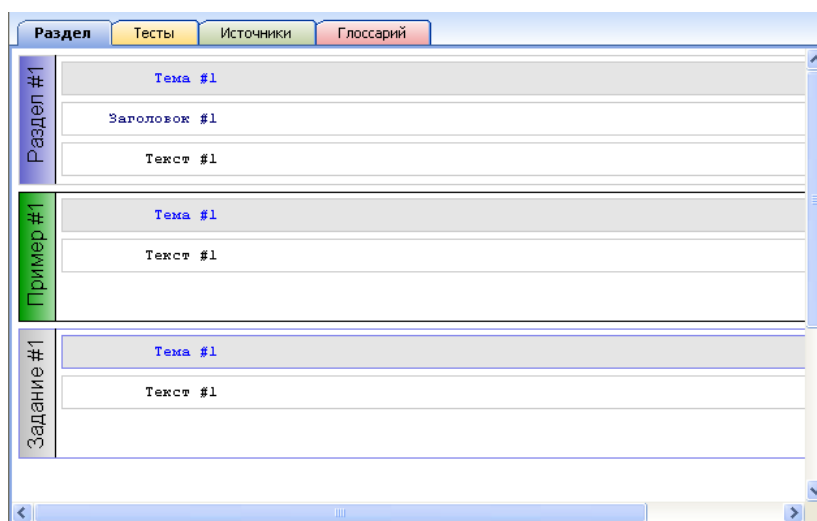 Раздел Тесты Источники Глоссарий
Раздел #1
Тема #1
Заголовок #1
Текст #1
Пример #1
Тема #1
Текст #1
Задание #1
Тема #1
Текст #1